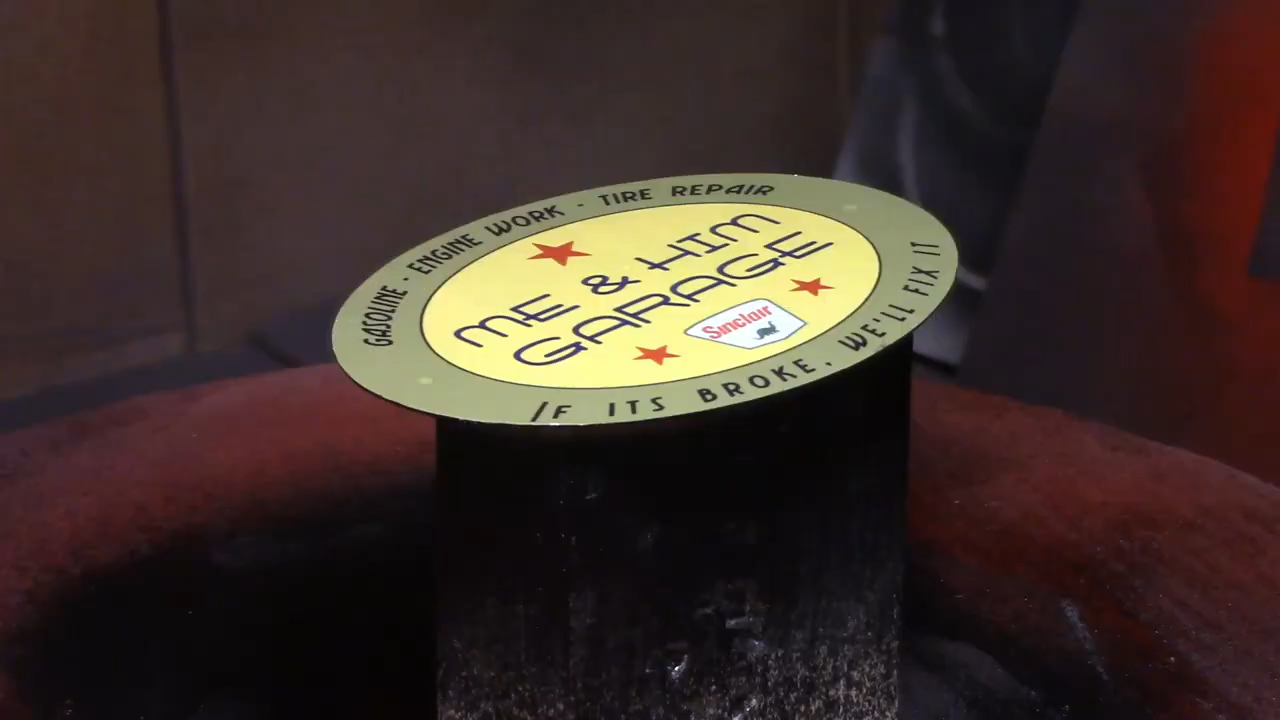 GASOLINE · ENGINE WORK · TIRE REPAIR
ME & HIM
GARAGE
Sinclair
IF ITS BROKE, WE'LL FIX IT